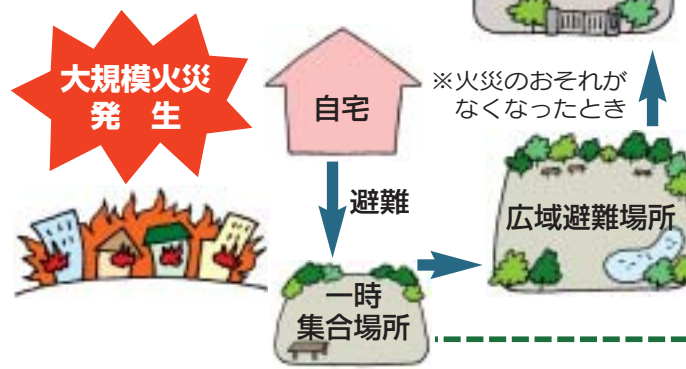 大規模火災
発　生
自宅
※火災のおそれが
なくなったとき
避難
広域避難場所
一時
集合場所